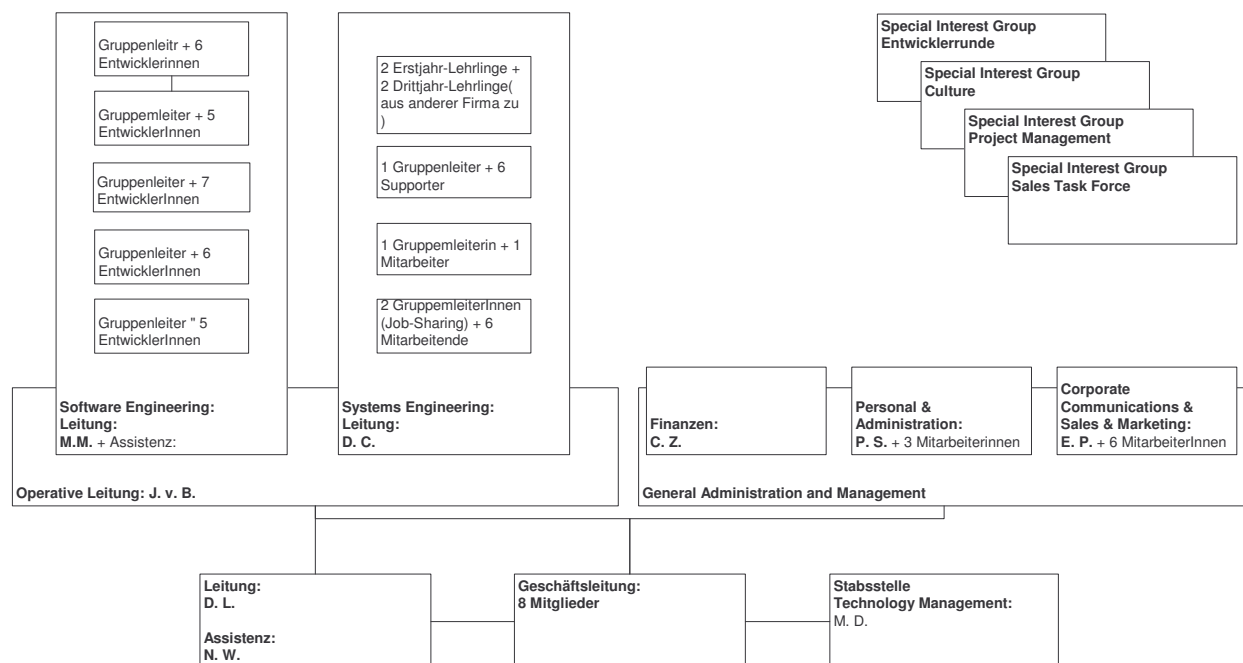 Gruppenleitr + 6
Entwicklerinnen
Gruppemleiter + 5
EntwicklerInnen
Gruppenleiter + 7
EntwicklerInnen
Gruppenleiter + 6
EntwicklerInnen
Gruppenleiter " 5
EntwicklerInnen
Software Engineering:
Leitung:
M.M. + Assistenz:
2 Erstjahr-Lehrlinge +
2 Drittjahr-Lehrlinge(
aus anderer Firma zu
)
1 Gruppenleiter + 6
Supporter
1 Gruppemleiterin + 1
Mitarbeiter
2 GruppemleiterInnen
(Job-Sharing) + 6
Mitarbeitende
Systems Engineering:
Leitung:
D. C.
Operative Leitung: J. v. B.
Special Interest Group
Entwicklerrunde
Special Interest Group
Culture
Special Interest Group
Project Management
Special Interest Group
Sales Task Force
Finanzen:
C. Z.
Personal &
Administration:
P. S. + 3 Mitarbeiterinnen
Corporate
Communications &
Sales & Marketing:
E. P. + 6 MitarbeiterInnen
General Administration and Management
Leitung:
D. L.
Assistenz:
N. W.
Geschäftsleitung:
8 Mitglieder
Stabsstelle
Technology Management:
M. D.